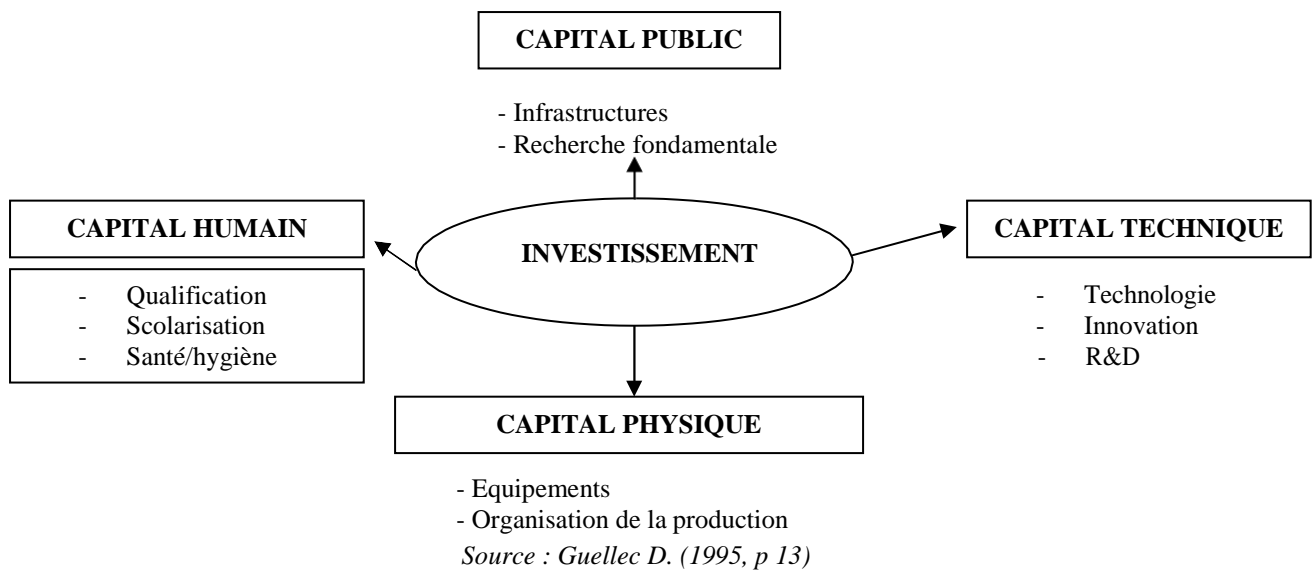 CAPITAL PUBLIC
- Infrastructures
- Recherche fondamentale
CAPITAL HUMAIN
- Qualification
- Scolarisation
- Santé/hygiène
INVESTISSEMENT
CAPITAL TECHNIQUE
- Technologie
- Innovation
- R&D
CAPITAL PHYSIQUE
- Equipements
- Organisation de la production
Source : Guellec D. (1995, p 13)